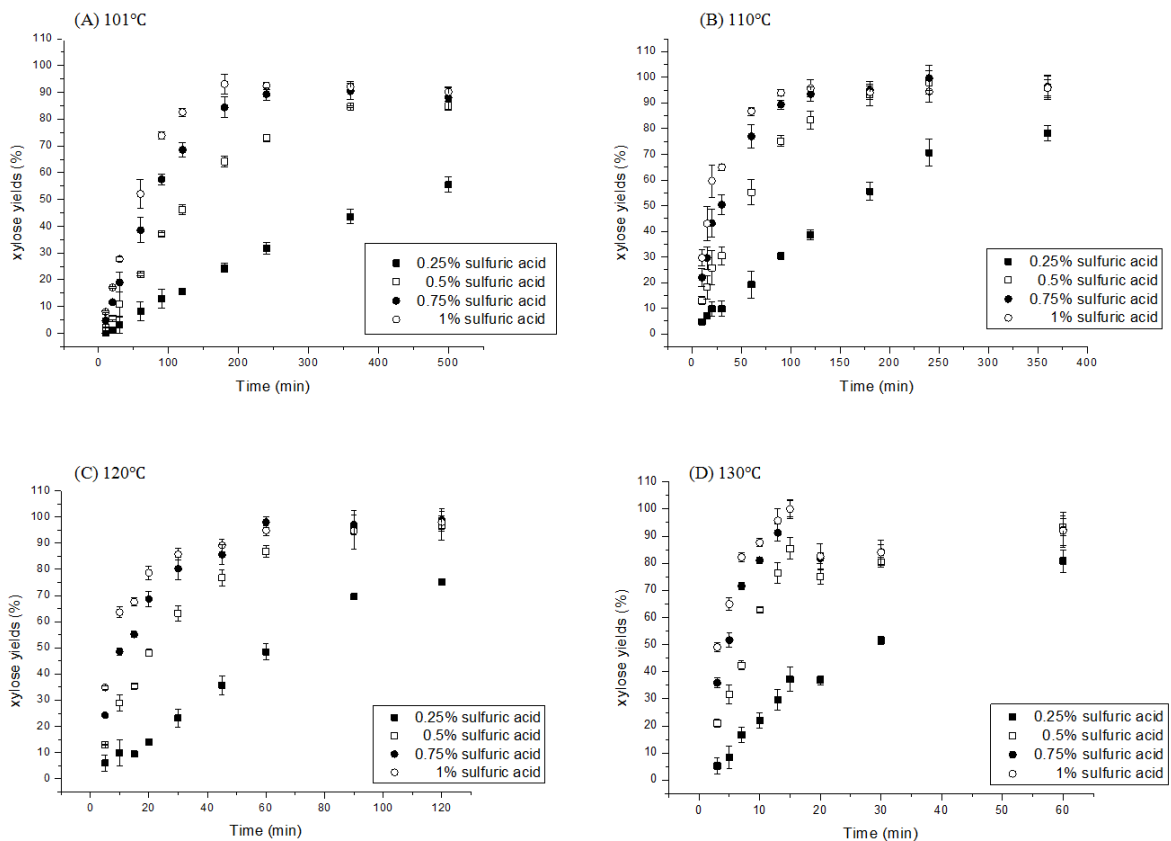 (A) 101℃
110
100
90
80
70
60
50
40
30
20
10
0
xylose yields (%)
0.25% sulfuric acid
0.5% sulfuric acid
0.75% sulfuric acid
1% sulfuric acid
0 100 200 300 400 500
Time (min)
(B) 110℃
110
100
90
80
70
60
50
40
30
20
10
0
xylose yields (%)
0.25% sulfuric acid
0.5% sulfuric acid
0.75% sulfuric acid
1% sulfuric acid
0 50 100 150 200 250 300 350 400
Time (min)
(C) 120℃
110
100
90
80
70
60
50
40
30
20
10
0
xylose yields (%)
0.25% sulfuric acid
0.5% sulfuric acid
0.75% sulfuric acid
1% sulfuric acid
0 20 40 60 80 100 120
Time (min)
(D) 130℃
110
100
90
80
70
60
50
40
30
20
10
0
xylose yields (%)
0.25% sulfuric acid
0.5% sulfuric acid
0.75% sulfuric acid
1% sulfuric acid
0 10 20 30 40 50 60
Time (min)